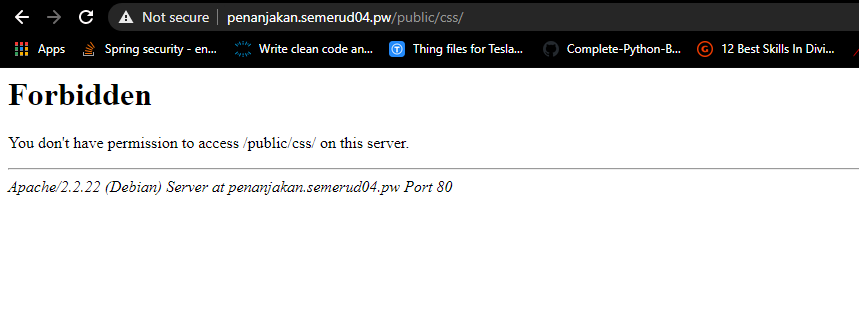 Not secure | penanjakan.semerud04.pw/public/css/
Apps Spring security - en... Write clean code an... Thing files for Tesla... Complete-Python-B... G 12 Best Skills In Divi...
Forbidden
You don't have permission to access /public/css/ on this server.
Apache/2.2.22 (Debian) Server at penanjakan.semerud04.pw Port 80